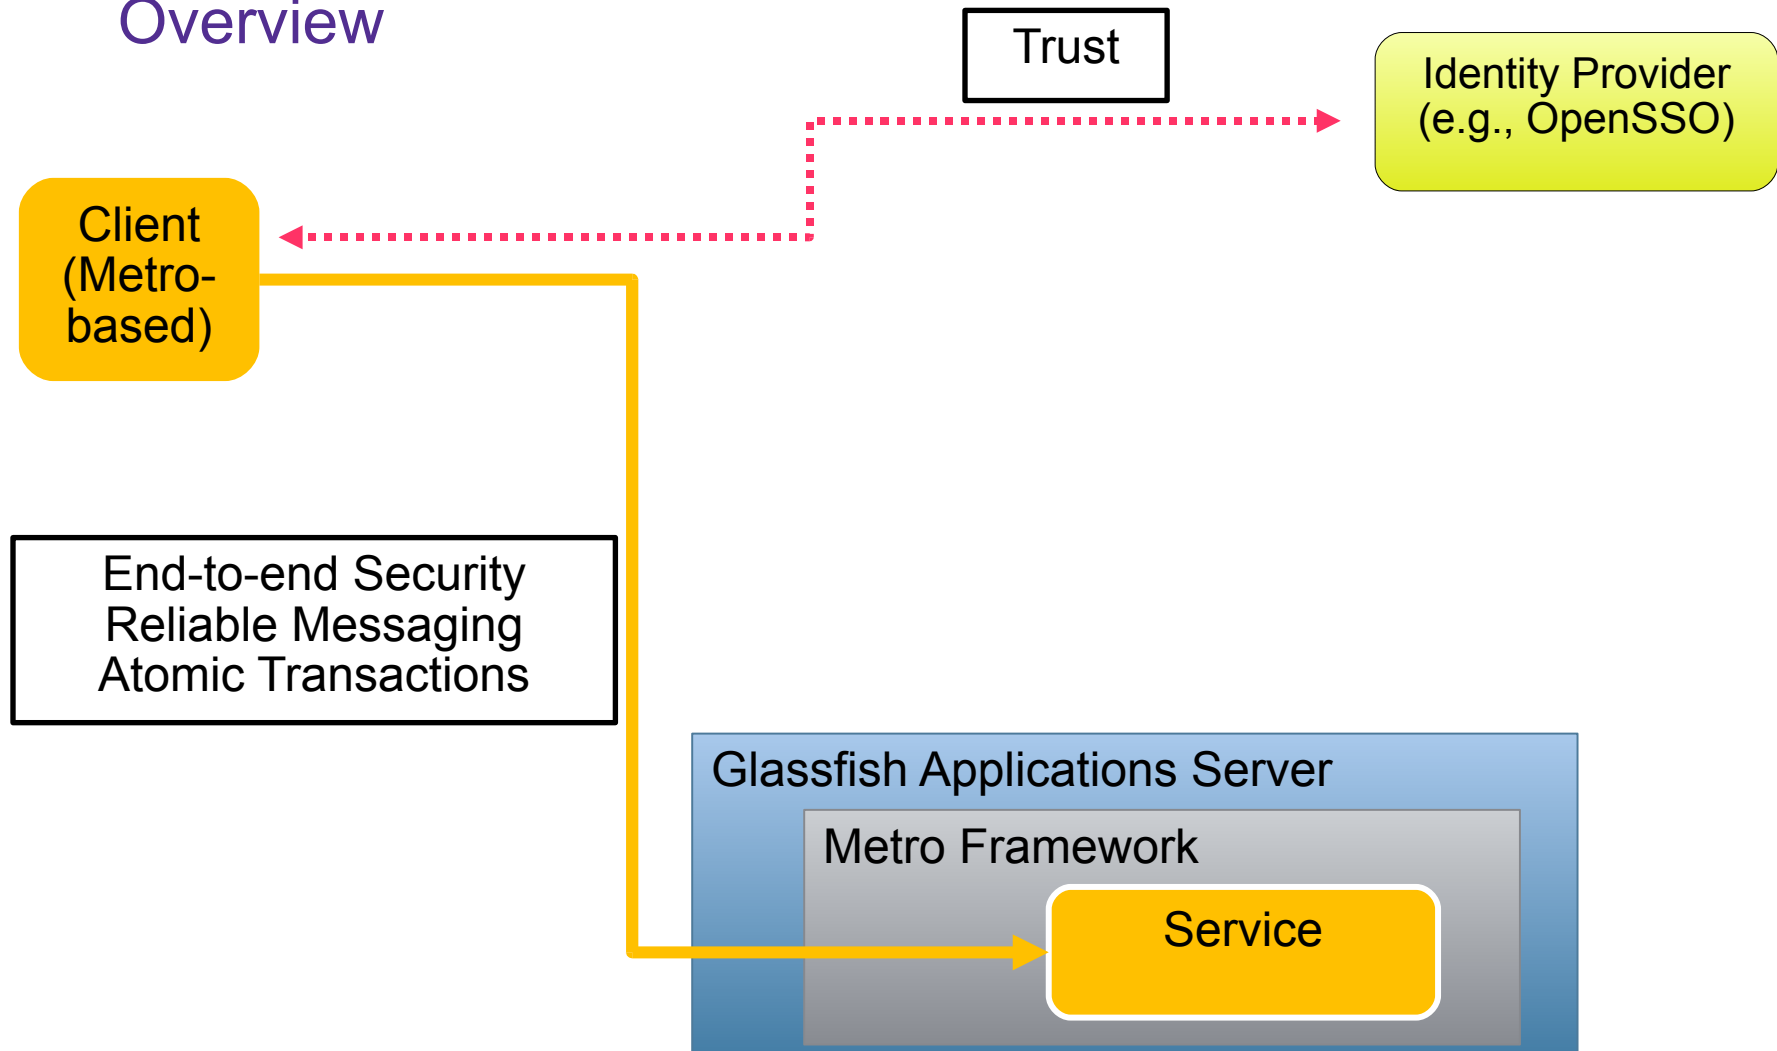 Overview
Trust
Identity Provider
(e.g., OpenSSO)
Client
(Metro-
based)
End-to-end Security
Reliable Messaging
Atomic Transactions
Glassfish Applications Server
Metro Framework
Service